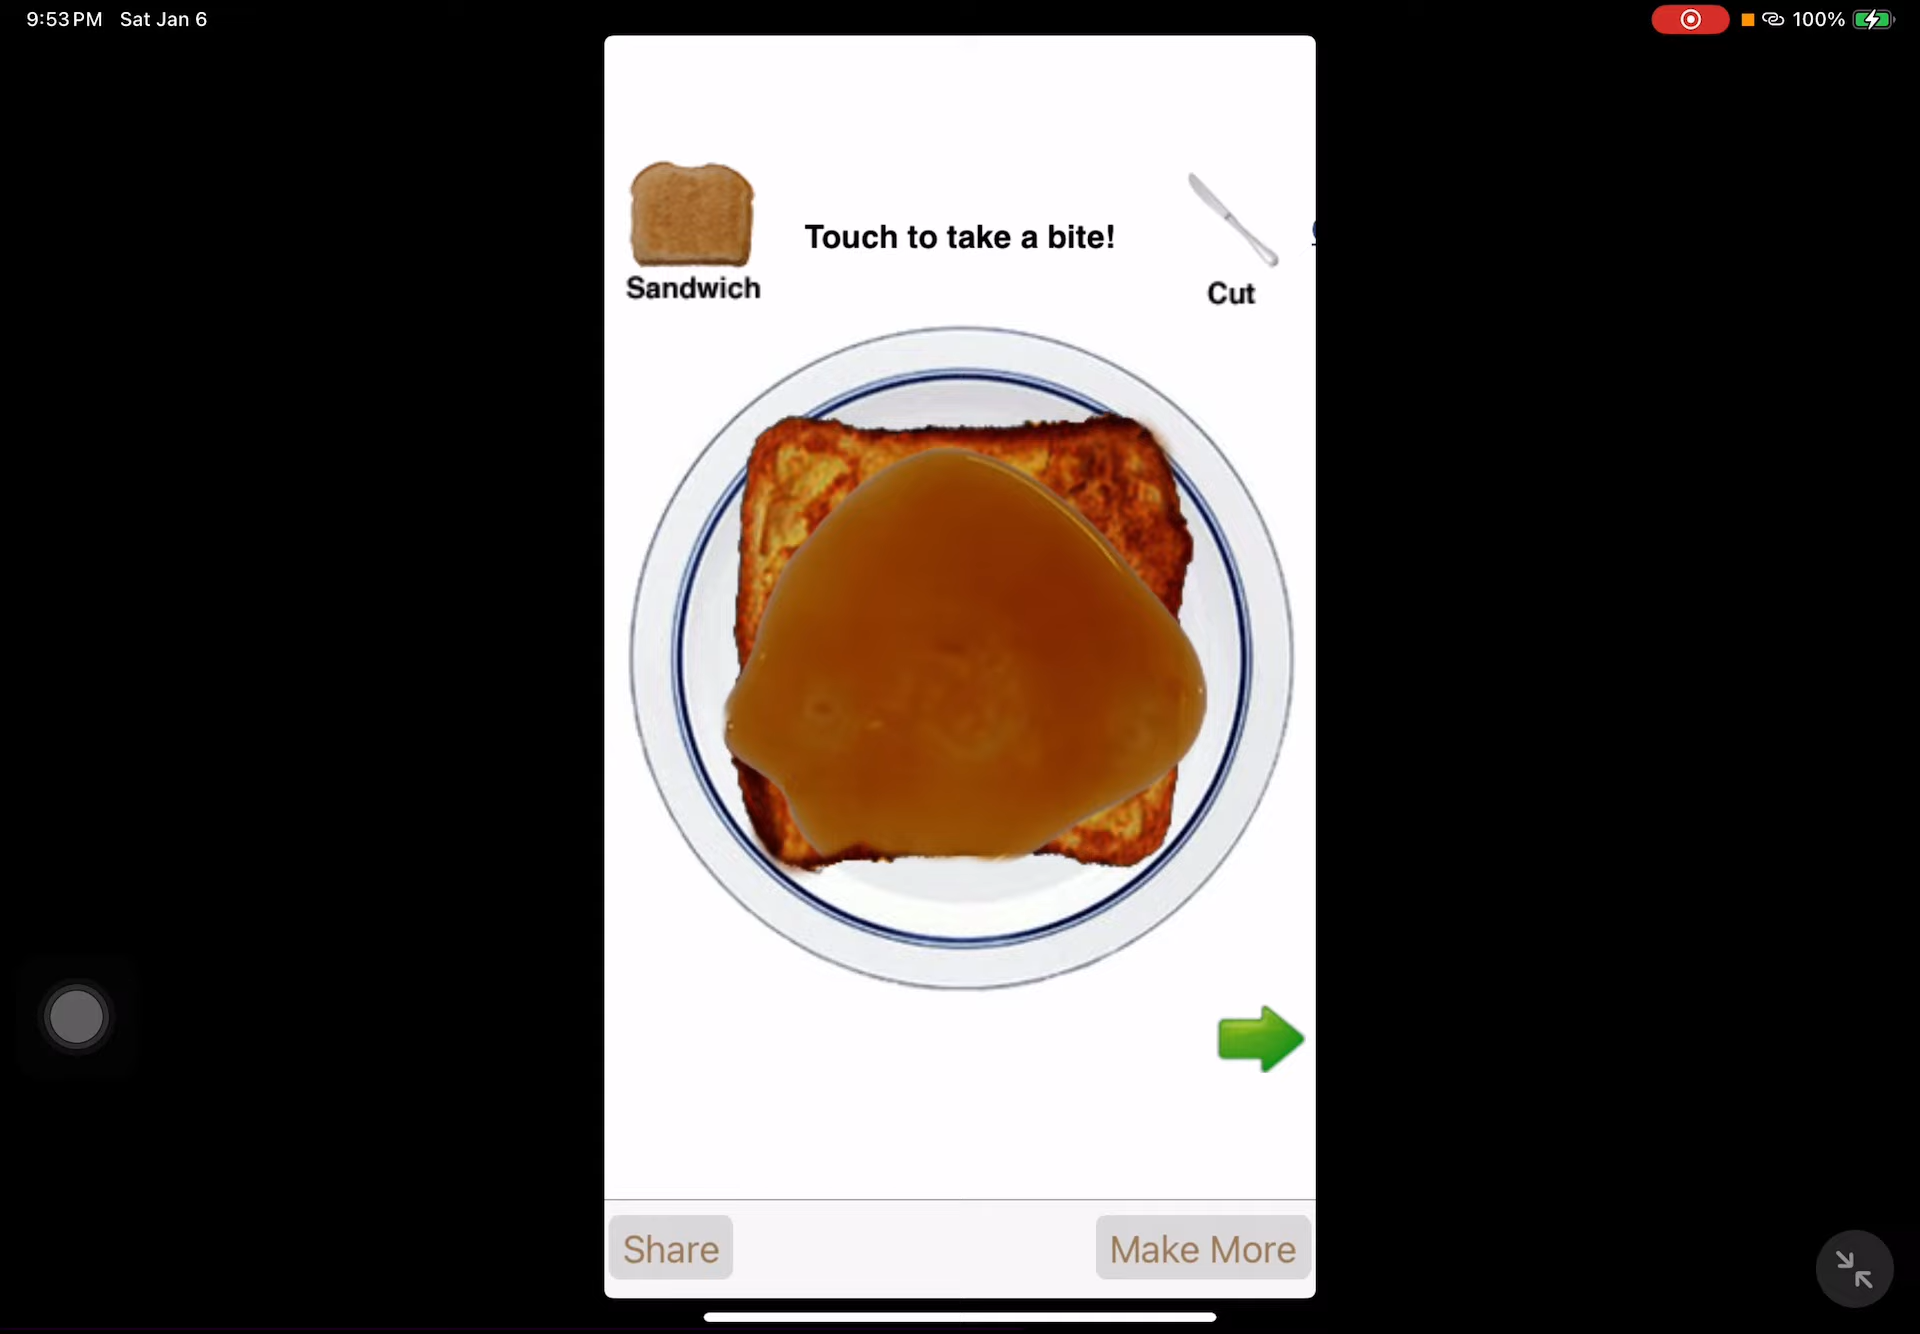 9:53 PM Sat Jan 6
100%
Touch to take a bite!
Sandwich
Cut
Share
Make More